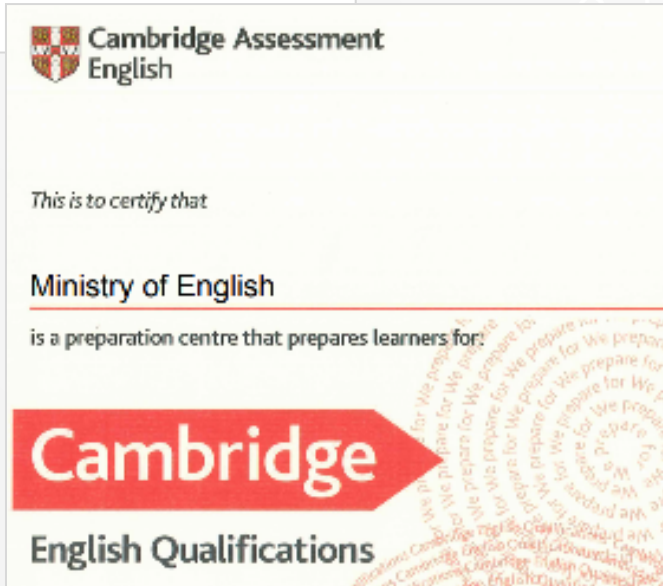 Cambridge Assessment
English
This is to certify that
Ministry of English
is a preparation centre that prepares learners for:
Cambridge
English Qualifications